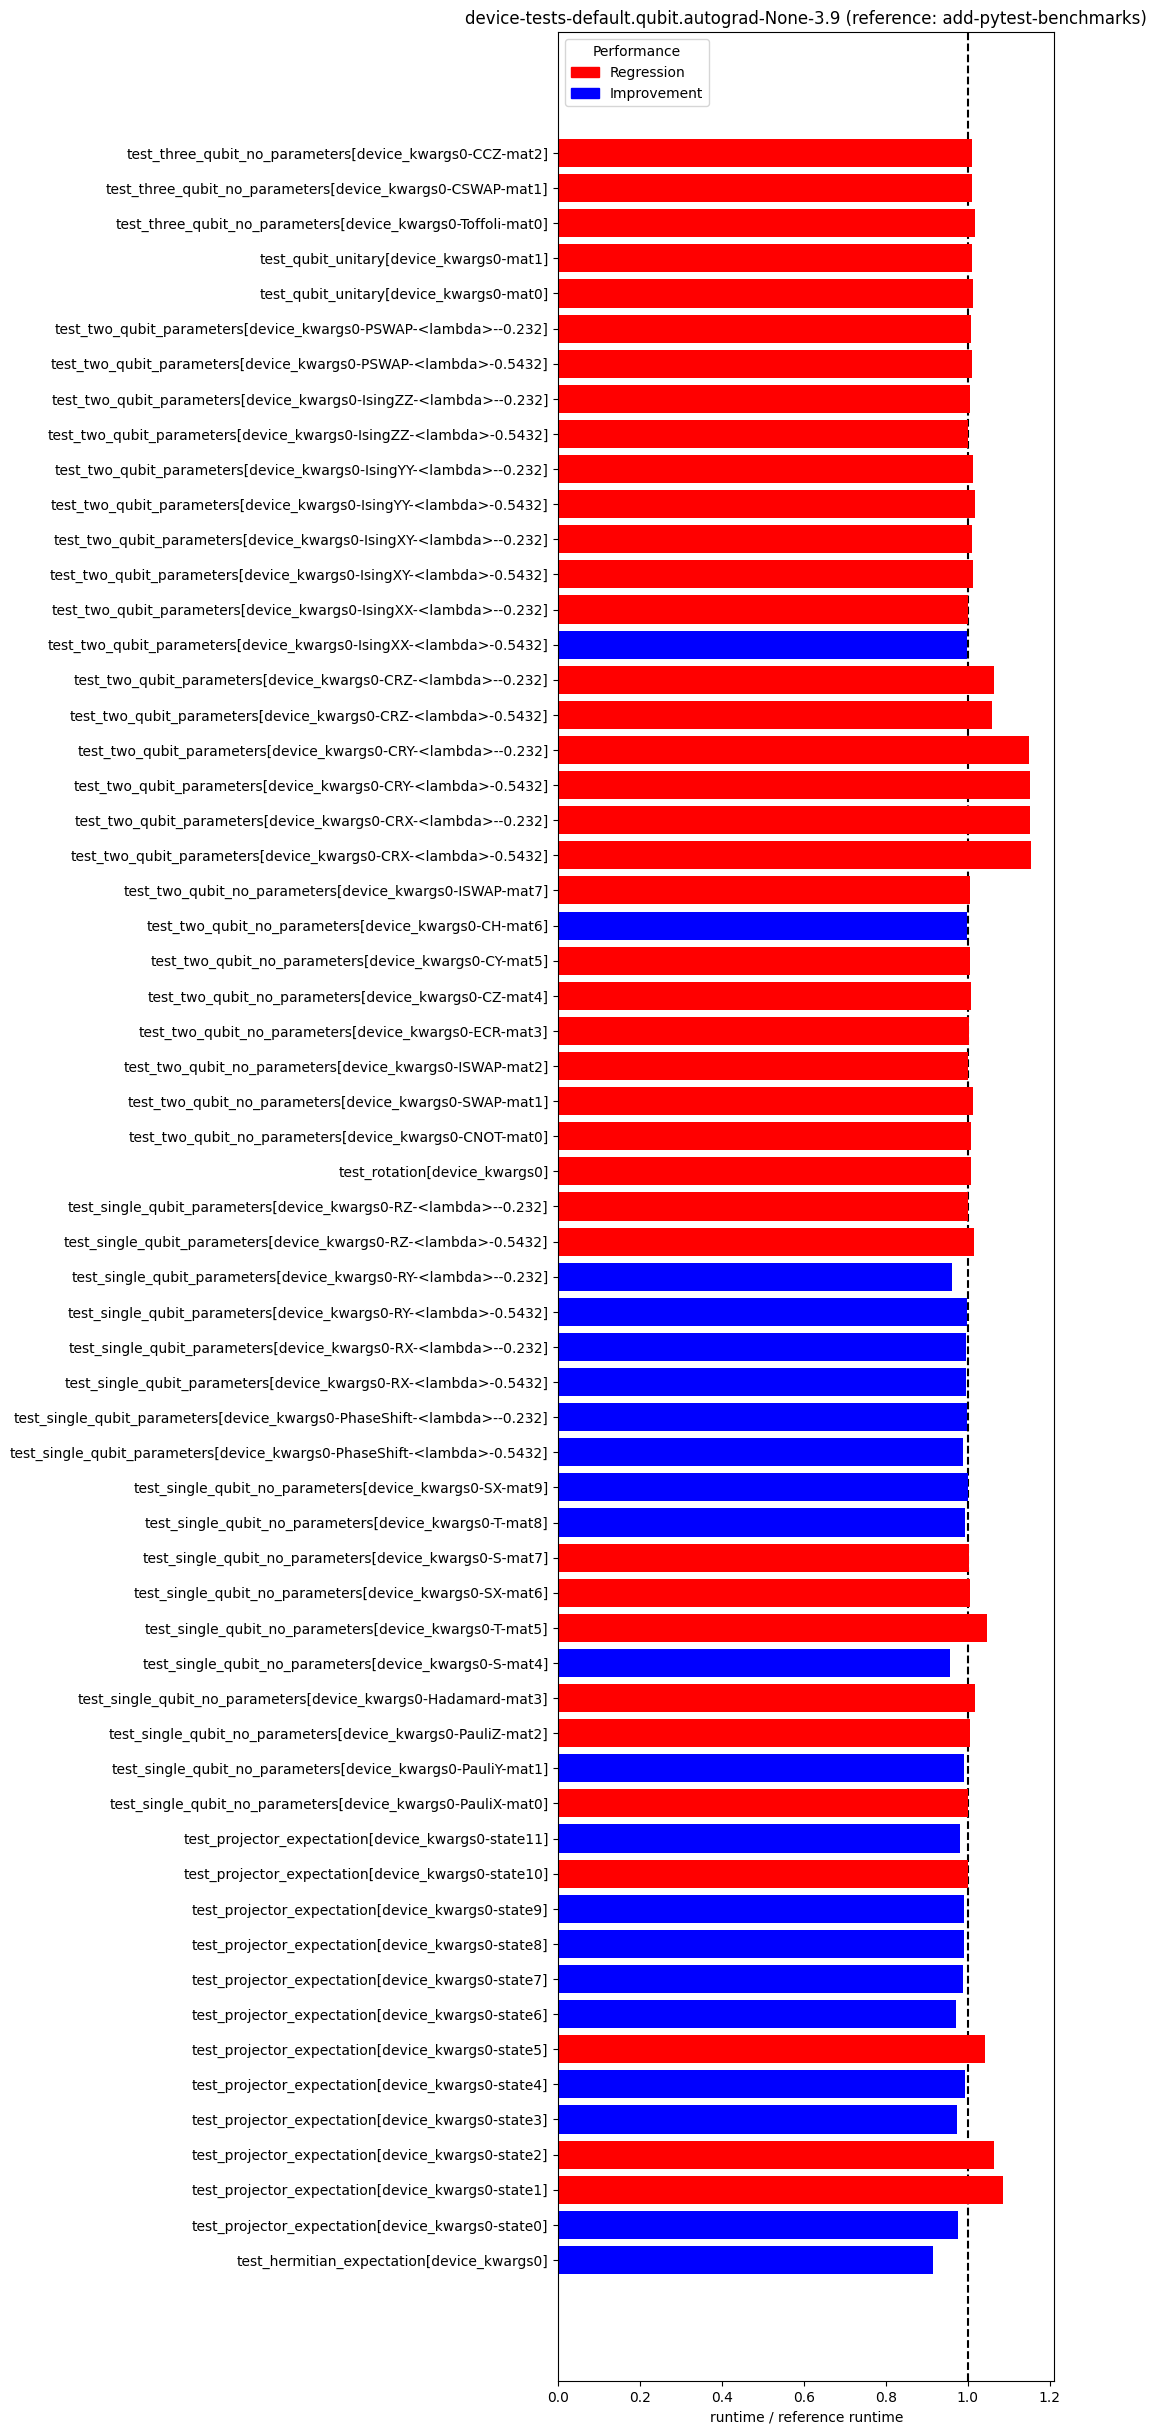 device-tests-default.qubit.autograd-None-3.9 (reference: add-pytest-benchmarks)
Performance
Regression
Improvement
test_three_qubit_no_parameters[device_kwargs0-CCZ-mat2]
test_three_qubit_no_parameters[device_kwargs0-CSWAP-mat1]
test_three_qubit_no_parameters[device_kwargs0-Toffoli-mat0]
test_qubit_unitary[device_kwargs0-mat1]
test_qubit_unitary[device_kwargs0-mat0]
test_two_qubit_parameters[device_kwargs0-PSWAP-<lambda>--0.232]
test_two_qubit_parameters[device_kwargs0-PSWAP-<lambda>-0.5432]
test_two_qubit_parameters[device_kwargs0-IsingZZ-<lambda>--0.232]
test_two_qubit_parameters[device_kwargs0-IsingZZ-<lambda>-0.5432]
test_two_qubit_parameters[device_kwargs0-IsingYY-<lambda>--0.232]
test_two_qubit_parameters[device_kwargs0-IsingYY-<lambda>-0.5432]
test_two_qubit_parameters[device_kwargs0-IsingXY-<lambda>--0.232]
test_two_qubit_parameters[device_kwargs0-IsingXY-<lambda>-0.5432]
test_two_qubit_parameters[device_kwargs0-IsingXX-<lambda>--0.232]
test_two_qubit_parameters[device_kwargs0-IsingXX-<lambda>-0.5432]
test_two_qubit_parameters[device_kwargs0-CRZ-<lambda>--0.232]
test_two_qubit_parameters[device_kwargs0-CRZ-<lambda>-0.5432]
test_two_qubit_parameters[device_kwargs0-CRY-<lambda>--0.232]
test_two_qubit_parameters[device_kwargs0-CRY-<lambda>-0.5432]
test_two_qubit_parameters[device_kwargs0-CRX-<lambda>--0.232]
test_two_qubit_parameters[device_kwargs0-CRX-<lambda>-0.5432]
test_two_qubit_no_parameters[device_kwargs0-ISWAP-mat7]
test_two_qubit_no_parameters[device_kwargs0-CH-mat6]
test_two_qubit_no_parameters[device_kwargs0-CY-mat5]
test_two_qubit_no_parameters[device_kwargs0-CZ-mat4]
test_two_qubit_no_parameters[device_kwargs0-ECR-mat3]
test_two_qubit_no_parameters[device_kwargs0-ISWAP-mat2]
test_two_qubit_no_parameters[device_kwargs0-SWAP-mat1]
test_two_qubit_no_parameters[device_kwargs0-CNOT-mat0]
test_rotation[device_kwargs0]
test_single_qubit_parameters[device_kwargs0-RZ-<lambda>--0.232]
test_single_qubit_parameters[device_kwargs0-RZ-<lambda>-0.5432]
test_single_qubit_parameters[device_kwargs0-RY-<lambda>--0.232]
test_single_qubit_parameters[device_kwargs0-RY-<lambda>-0.5432]
test_single_qubit_parameters[device_kwargs0-RX-<lambda>--0.232]
test_single_qubit_parameters[device_kwargs0-RX-<lambda>-0.5432]
test_single_qubit_parameters[device_kwargs0-PhaseShift-<lambda>--0.232]
test_single_qubit_parameters[device_kwargs0-PhaseShift-<lambda>-0.5432]
test_single_qubit_no_parameters[device_kwargs0-SX-mat9]
test_single_qubit_no_parameters[device_kwargs0-T-mat8]
test_single_qubit_no_parameters[device_kwargs0-S-mat7]
test_single_qubit_no_parameters[device_kwargs0-SX-mat6]
test_single_qubit_no_parameters[device_kwargs0-T-mat5]
test_single_qubit_no_parameters[device_kwargs0-S-mat4]
test_single_qubit_no_parameters[device_kwargs0-Hadamard-mat3]
test_single_qubit_no_parameters[device_kwargs0-PauliZ-mat2]
test_single_qubit_no_parameters[device_kwargs0-PauliY-mat1]
test_single_qubit_no_parameters[device_kwargs0-PauliX-mat0]
test_projector_expectation[device_kwargs0-state11]
test_projector_expectation[device_kwargs0-state10]
test_projector_expectation[device_kwargs0-state9]
test_projector_expectation[device_kwargs0-state8]
test_projector_expectation[device_kwargs0-state7]
test_projector_expectation[device_kwargs0-state6]
test_projector_expectation[device_kwargs0-state5]
test_projector_expectation[device_kwargs0-state4]
test_projector_expectation[device_kwargs0-state3]
test_projector_expectation[device_kwargs0-state2]
test_projector_expectation[device_kwargs0-state1]
test_projector_expectation[device_kwargs0-state0]
test_hermitian_expectation[device_kwargs0]
0.0 0.2 0.4 0.6 0.8 1.0 1.2
runtime / reference runtime